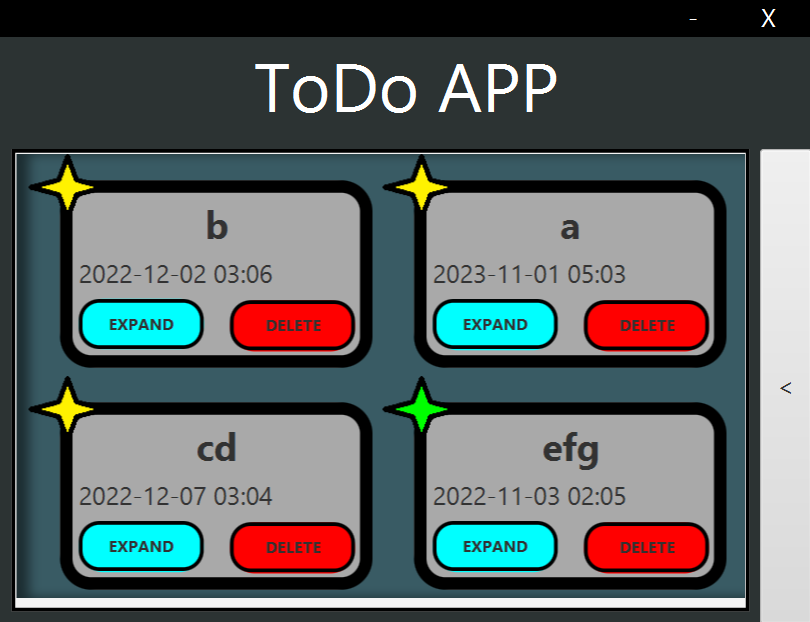 - X
ToDo APP
b
2022-12-02 03:06
EXPAND DELETE
a
2023-11-01 05:03
EXPAND DELETE
<
cd
2022-12-07 03:04
EXPAND DELETE
efg
2022-11-03 02:05
EXPAND DELETE